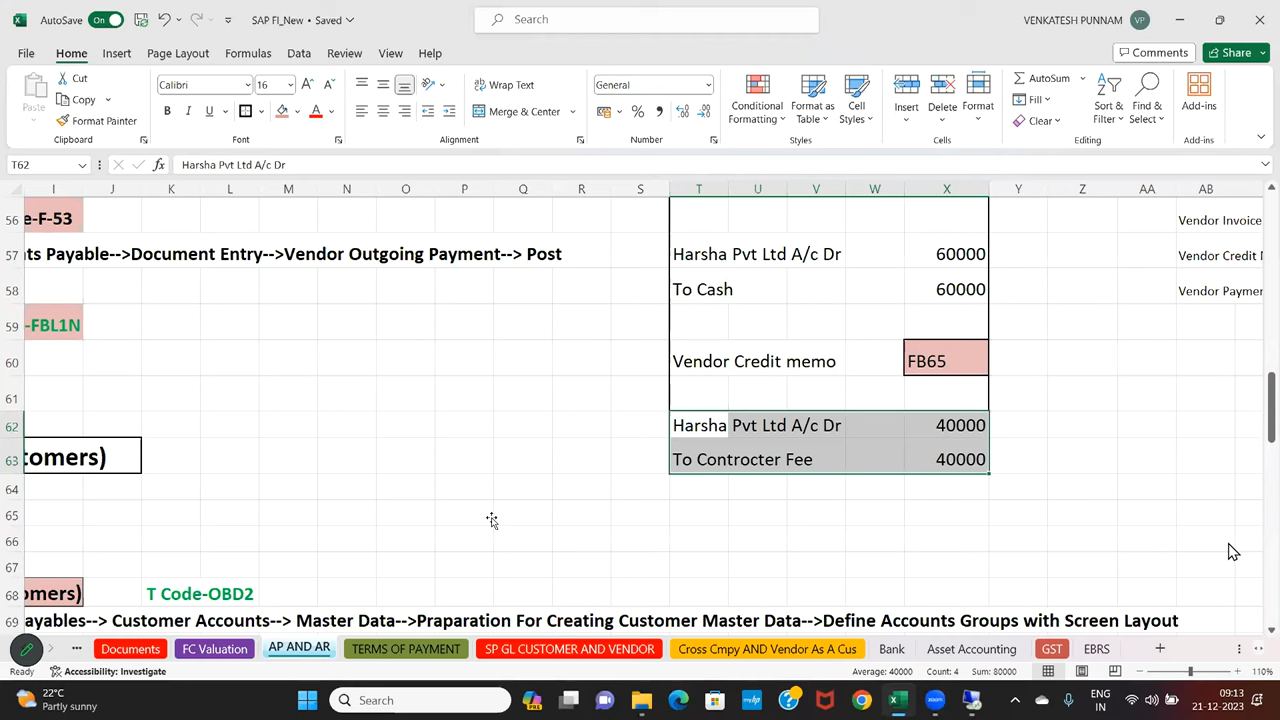 AutoSave On SAP FI_New • Saved Search VENKATESH PUNNAM VP
File Home Insert Page Layout Formulas Data Review View Help Comments Share
Paste Cut Copy Format Painter Clipboard
Calibri 16 A A B I U A Font
Wrap Text Merge & Center Alignment
General % Number
Conditional Formatting Format as Table Cell Styles Styles
Insert Delete Format Cells
AutoSum Fill Clear Sort & Filter Find & Select Editing
Add-ins Add-ins
T62 fx Harsha Pvt Ltd A/c Dr
I J K L M N O P Q R S T U V W X Y Z AA AB
56 e-F-53 Vendor Invoice
57 ts Payable-->Document Entry-->Vendor Outgoing Payment--> Post Harsha Pvt Ltd A/c Dr 60000 Vendor Credit
58 To Cash 60000 Vendor Paymer
59 -FBL1N
60 Vendor Credit memo FB65
61
62 Harsha Pvt Ltd A/c Dr 40000
63 tomers) To Controcter Fee 40000
64
65
66
67
68 omers) T Code-OBD2
69 ayables--> Customer Accounts--> Master Data-->Preparation For Creating Customer Master Data-->Define Accounts Groups with Screen Layout
Documents FC Valuation AP AND AR TERMS OF PAYMENT SP GL CUSTOMER AND VENDOR Cross Cmpy AND Vendor As A Cus Bank Asset Accounting GST EBRS
Ready Accessibility: Investigate Average: 40000 Count: 4 Sum: 80000 110%
22°C Partly sunny Search ENG IN 09:13 21-12-2023